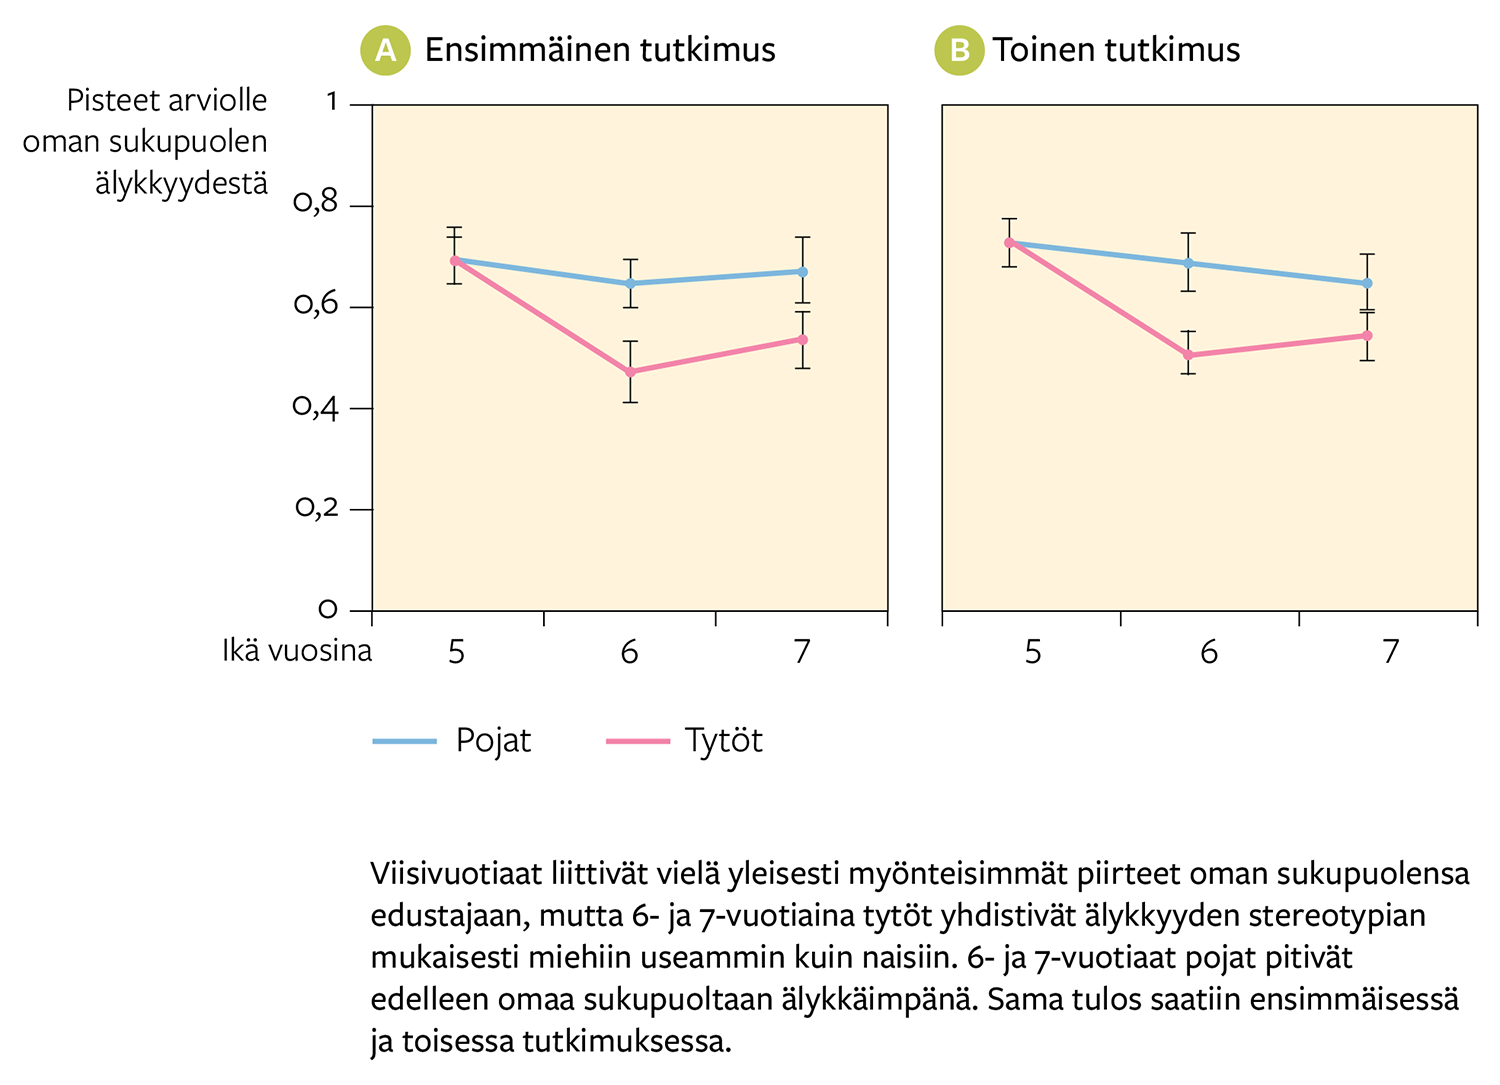 A Ensimmäinen tutkimus
B Toinen tutkimus
Pisteet arviolle
oman sukupuolen
älykkyydestä
1
0,8
0,6
0,4
0,2
0
Ikä vuosina 5 6 7 5 6 7
Pojat Tytöt
Viisivuotiaat liittivät vielä yleisesti myönteisimmät piirteet oman sukupuolensa
edustajaan, mutta 6- ja 7-vuotiaina tytöt yhdistivät älykkyyden stereotypian
mukaisesti miehiin useammin kuin naisiin. 6- ja 7-vuotiaat pojat pitivät
edelleen omaa sukupuoltaan älykkäimpänä. Sama tulos saatiin ensimmäisessä
ja toisessa tutkimuksessa.